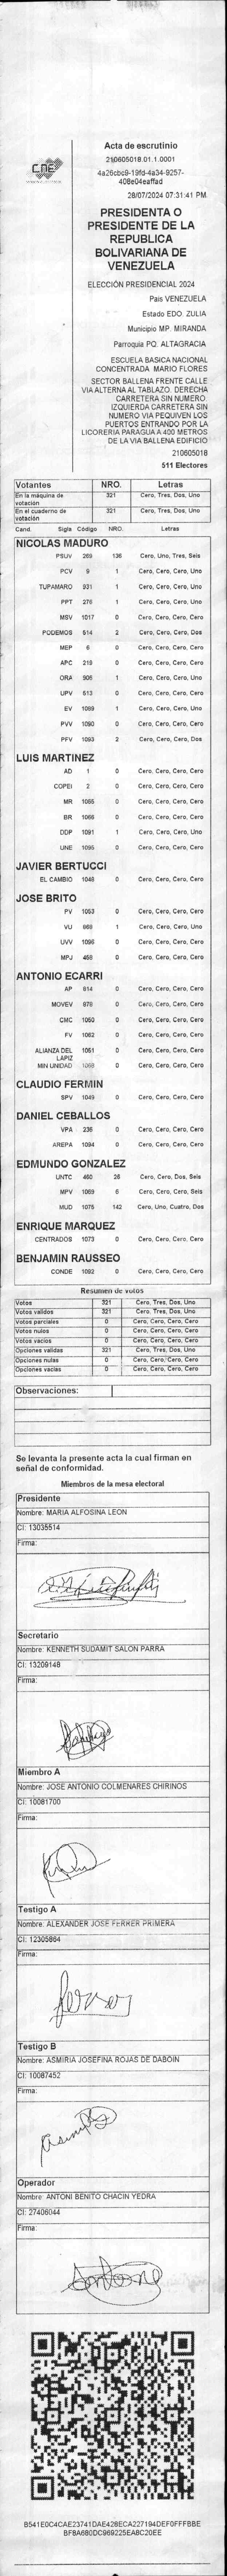 CNE
Acta de escrutinio
210605018.01.1.0001
4a26cbc9-19fd-4a34-9257-
408e04eaffad
28/07/2024 07:31:41 PM
PRESIDENTA O
PRESIDENTE DE LA
REPUBLICA
BOLIVARIANA DE
VENEZUELA
ELECCIÓN PRESIDENCIAL 2024
Pais VENEZUELA
Estado EDO. ZULIA
Municipio MP. MIRANDA
Parroquia PQ. ALTAGRACIA
ESCUELA BASICA NACIONAL
CONCENTRADA MARIO FLORES
SECTOR BALLENA FRENTE CALLE
VIA ALTERNA AL TABLAZO. DERECHA
CARRETERA SIN NUMERO.
IZQUIERDA CARRETERA SIN
NUMERO VIA PEQUIVEN LOS
PUERTOS ENTRANDO POR LA
LICORERIA PARAGUA A 400 METROS
DE LA VIA BALLENA EDIFICIO
210605018
511 Electores
Votantes NRO. Letras
En la máquina de votación 321 Cero, Tres, Dos, Uno
En el cuaderno de votación 321 Cero, Tres, Dos, Uno
Cand. Sigla Código NRO. Letras
NICOLAS MADURO
PSUV 269 136 Cero, Uno, Tres, Seis
PCV 9 1 Cero, Cero, Cero, Uno
TUPAMARO 931 1 Cero, Cero, Cero, Uno
PPT 276 1 Cero, Cero, Cero, Uno
MSV 1017 0 Cero, Cero, Cero, Cero
PODEMOS 514 2 Cero, Cero, Cero, Dos
MEP 6 0 Cero, Cero, Cero, Cero
APC 219 0 Cero, Cero, Cero, Cero
ORA 906 1 Cero, Cero, Cero, Uno
UPV 513 0 Cero, Cero, Cero, Cero
EV 1089 1 Cero, Cero, Cero, Uno
PVV 1090 0 Cero, Cero, Cero, Cero
PFV 1093 2 Cero, Cero, Cero, Dos
LUIS MARTINEZ
AD 1 0 Cero, Cero, Cero, Cero
COPEI 2 0 Cero, Cero, Cero, Cero
MR 1055 0 Cero, Cero, Cero, Cero
BR 1066 0 Cero, Cero, Cero, Cero
DDP 1091 1 Cero, Cero, Cero, Uno
UNE 1095 0 Cero, Cero, Cero, Cero
JAVIER BERTUCCI
EL CAMBIO 1048 0 Cero, Cero, Cero, Cero
JOSE BRITO
PV 1053 0 Cero, Cero, Cero, Cero
VU 869 1 Cero, Cero, Cero, Uno
UVV 1096 0 Cero, Cero, Cero, Cero
MPJ 458 0 Cero, Cero, Cero, Cero
ANTONIO ECARRI
AP 814 0 Cero, Cero, Cero, Cero
MOVEV 979 0 Cero, Cero, Cero, Cero
CMC 1050 0 Cero, Cero, Cero, Cero
FV 1062 0 Cero, Cero, Cero, Cero
ALIANZA DEL LAPIZ 1051 0 Cero, Cero, Cero, Cero
MIN UNIDAD 1098 0 Cero, Cero, Cero, Cero
CLAUDIO FERMIN
SPV 1049 0 Cero, Cero, Cero, Cero
DANIEL CEBALLOS
VPA 236 0 Cero, Cero, Cero, Cero
AREPA 1094 0 Cero, Cero, Cero, Cero
EDMUNDO GONZALEZ
UNTC 460 26 Cero, Cero, Dos, Seis
MPV 1069 6 Cero, Cero, Cero, Seis
MUD 1075 142 Cero, Uno, Cuatro, Dos
ENRIQUE MARQUEZ
CENTRADOS 1073 0 Cero, Cero, Cero, Cero
BENJAMIN RAUSSEO
CONDE 1092 0 Cero, Cero, Cero, Cero
Resumen de votos
Votos 321 Cero, Tres, Dos, Uno
Votos validos 321 Cero, Tres, Dos, Uno
Votos parciales 0 Cero, Cero, Cero, Cero
Votos nulos 0 Cero, Cero, Cero, Cero
Votos vacios 0 Cero, Cero, Cero, Cero
Opciones validas 321 Cero, Tres, Dos, Uno
Opciones nulas 0 Cero, Cero, Cero, Cero
Opciones vacias 0 Cero, Cero, Cero, Cero
Observaciones:
Se levanta la presente acta la cual firman en
señal de conformidad.
Miembros de la mesa electoral
Presidente
Nombre: MARIA ALFOSINA LEON
CI: 13035514
Firma:
Secretario
Nombre: KENNETH SUDAMIT SALON PARRA
CI: 13209148
Firma:
Miembro A
Nombre: JOSE ANTONIO COLMENARES CHIRINOS
CI: 10081700
Firma:
Testigo A
Nombre: ALEXANDER JOSE FERRER PRIMERA
CI: 12305864
Firma:
Testigo B
Nombre: ASMIRIA JOSEFINA ROJAS DE DABOIN
CI: 10087452
Firma:
Operador
Nombre: ANTONI BENITO CHACIN YEDRA
CI: 27406044
Firma:
B541E0C4CAE23741DAE428ECA227194DEF0FFFBBE
BF8A680DC969225EA8C20EE